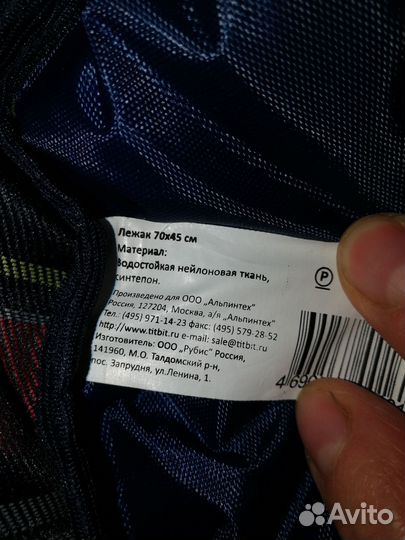 Лежак 70х45 см
Материал:
Водостойкая нейлоновая ткань,
синтепон.
Произведено для ООО „Альпинтех"
Россия, 127204, Москва, а/я „Альпинтех"
Тел.: (495) 971-14-23 факс: (495) 579-28-52
http://www.titbit.ru e-mail: sale@titbit.ru
Изготовитель: ООО „Рубис" Россия,
141960, М.О. Талдомский р-н,
пос. Запрудня, ул.Ленина, 1.
Р
4 690
Avito